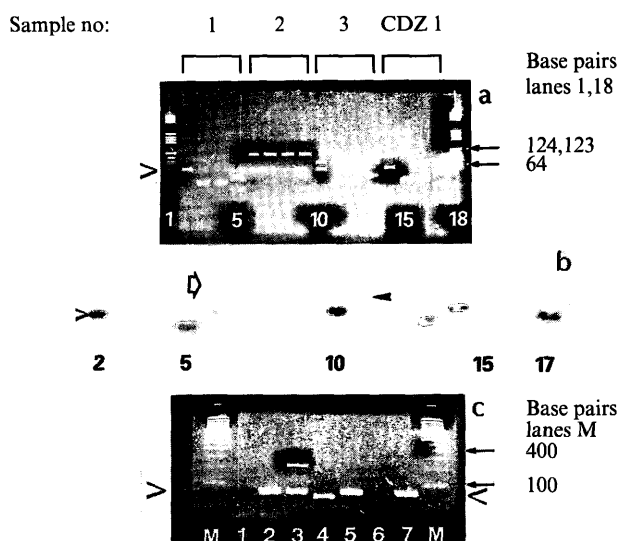 Sample no: 1 2 3 CDZ 1
Base pairs
lanes 1,18
a
124,123
64
1 5 10 15 18
b
2 5 10 15 17
c
Base pairs
lanes M
400
100
M 1 2 3 4 5 6 7 M